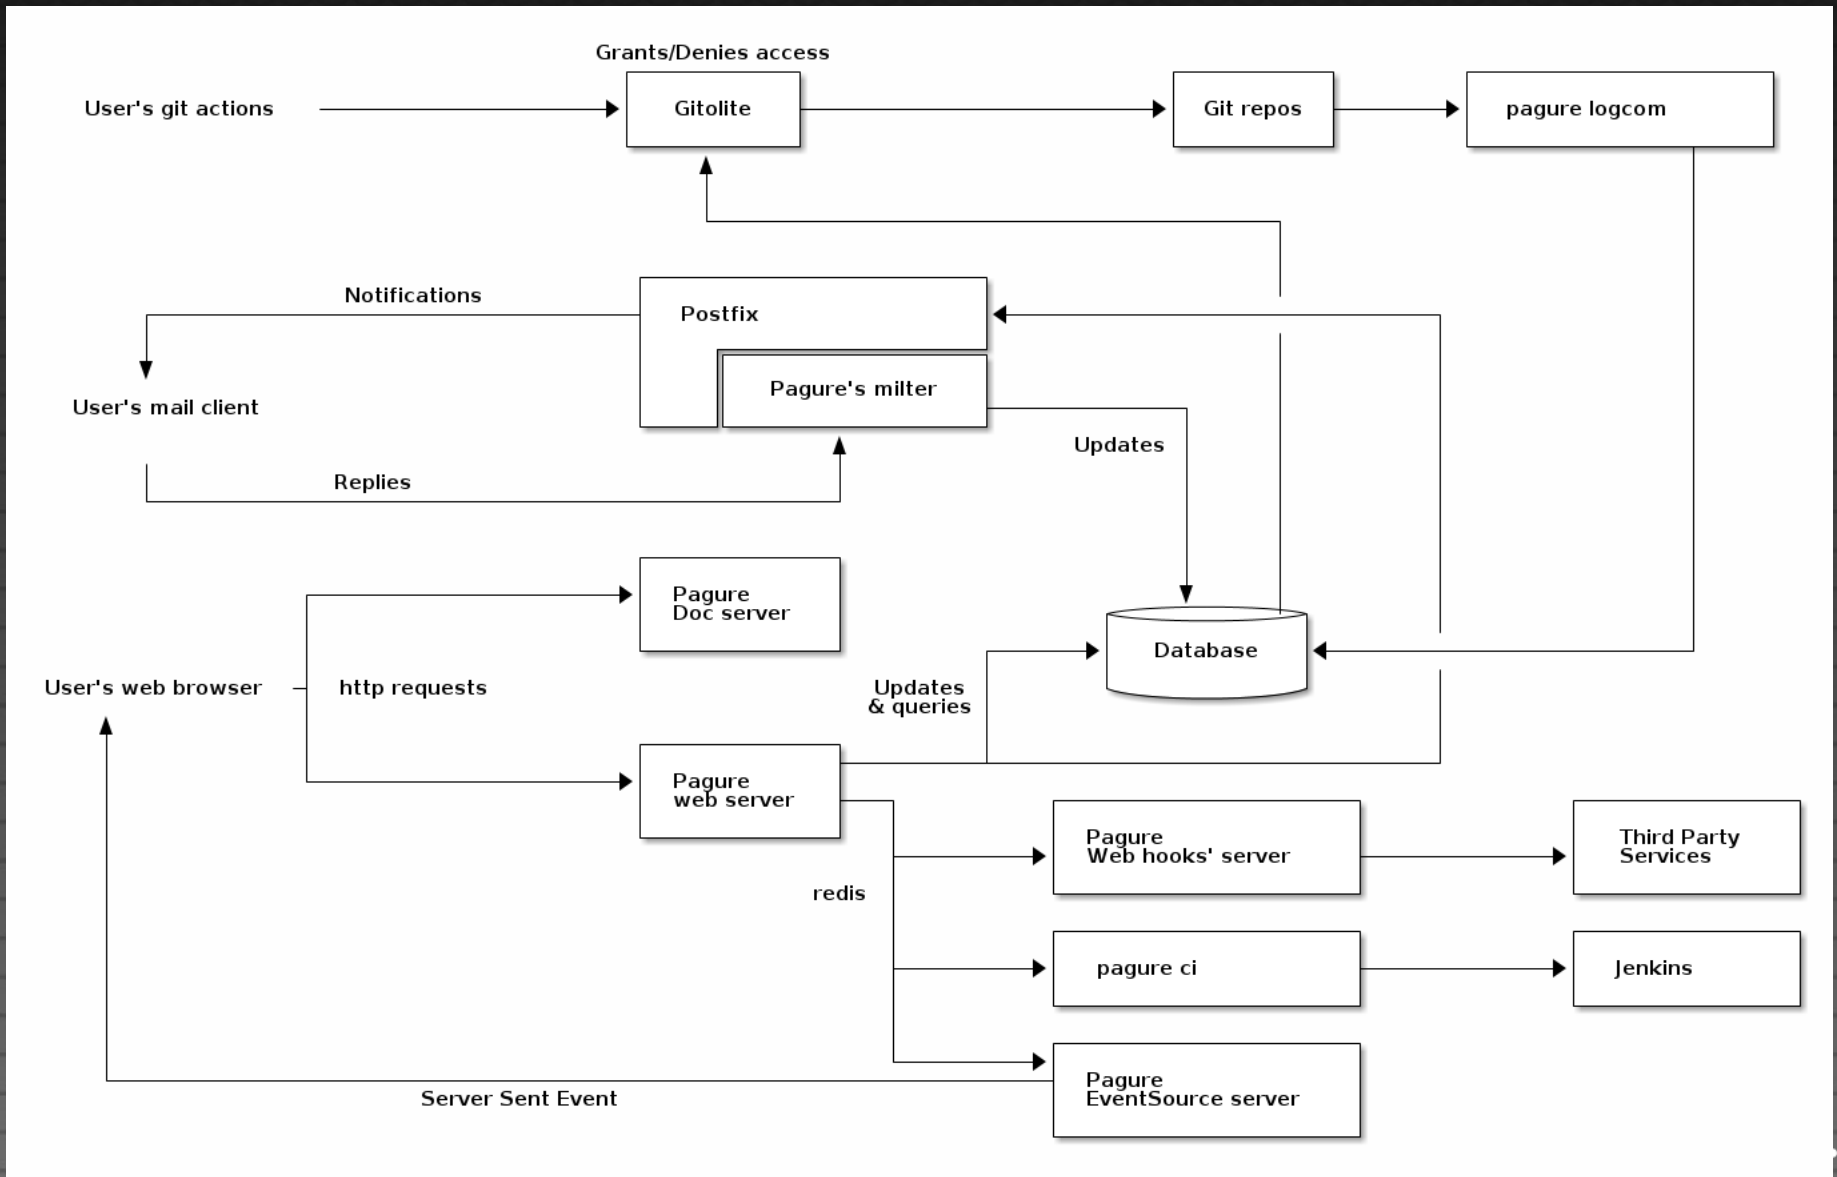 Grants/Denies access
User's git actions
Gitolite
Git repos
pagure logcom
Notifications
Postfix
Pagure's milter
User's mail client
Updates
Replies
Pagure
Doc server
Database
User's web browser
http requests
Updates
& queries
Pagure
web server
Pagure
Web hooks' server
Third Party
Services
redis
pagure ci
Jenkins
Pagure
EventSource server
Server Sent Event